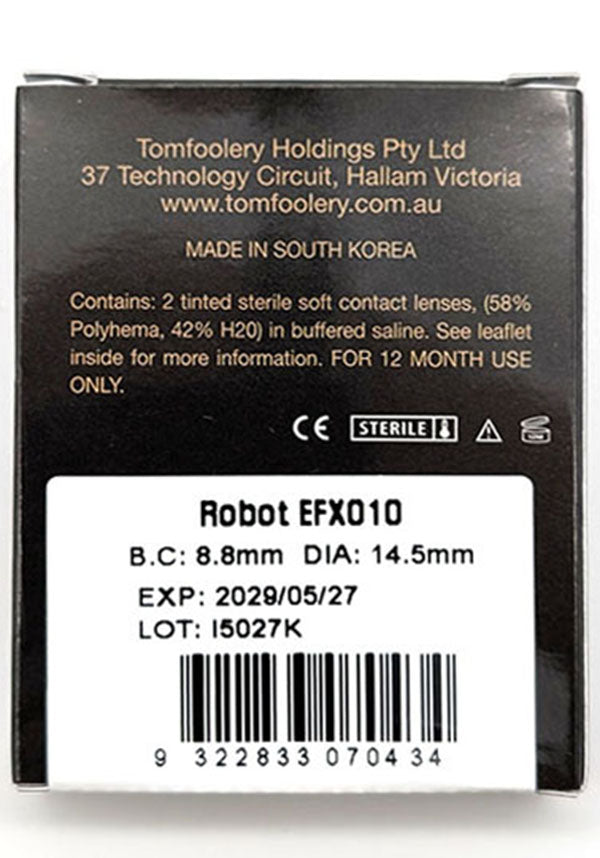 Tomfoolery Holdings Pty Ltd
37 Technology Circuit, Hallam Victoria
www.tomfoolery.com.au
MADE IN SOUTH KOREA
Contains: 2 tinted sterile soft contact lenses, (58%
Polyhema, 42% H20) in buffered saline. See leaflet
inside for more information. FOR 12 MONTH USE
ONLY.
CE STERILE
Robot EFX010
B.C: 8.8mm DIA: 14.5mm
EXP: 2029/05/27
LOT: I5027K
9 322833 070434